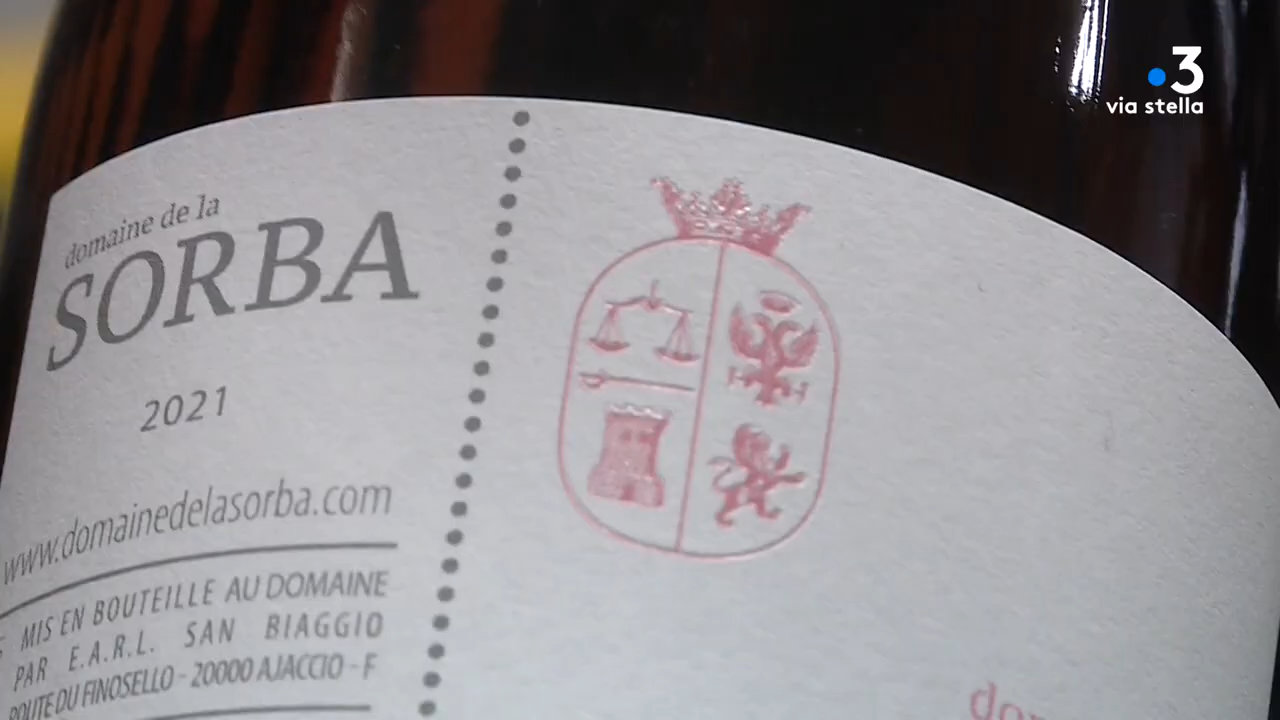 3
via stella
domaine de la
SORBA
2021
www.domainedelasorba.com
MIS EN BOUTEILLE AU DOMAINE
PAR E.A.R.L. SAN BIAGGIO
ROUTE DU FINOSELLO - 20000 AJACCIO - F